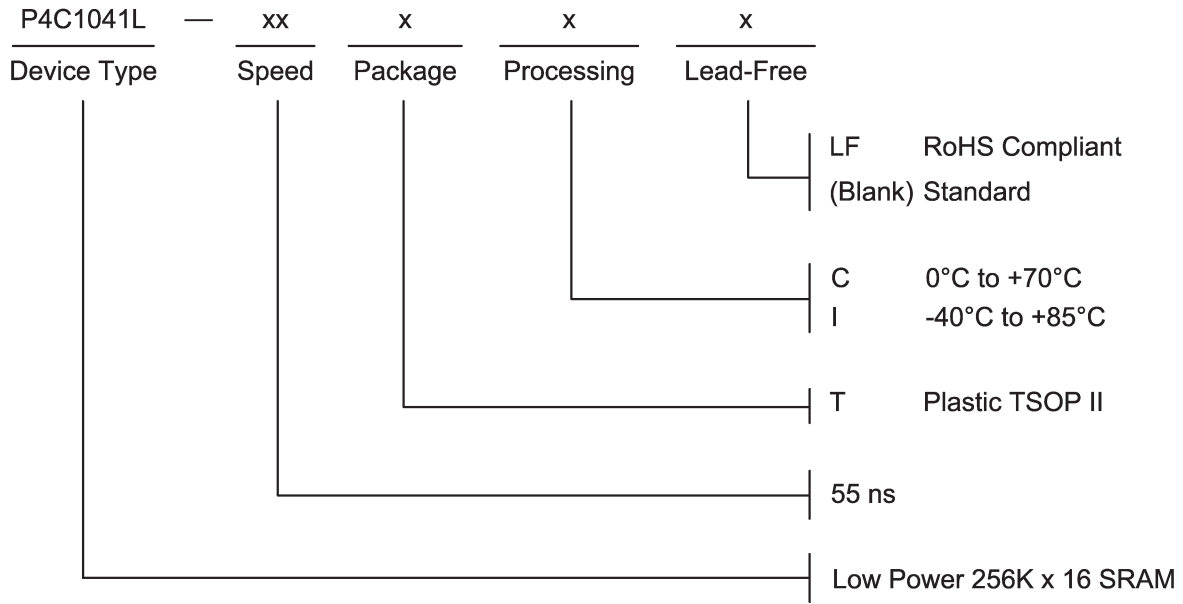 P4C1041L — xx x x x
Device Type Speed Package Processing Lead-Free
LF RoHS Compliant
(Blank) Standard
C 0°C to +70°C
I -40°C to +85°C
T Plastic TSOP II
55 ns
Low Power 256K x 16 SRAM